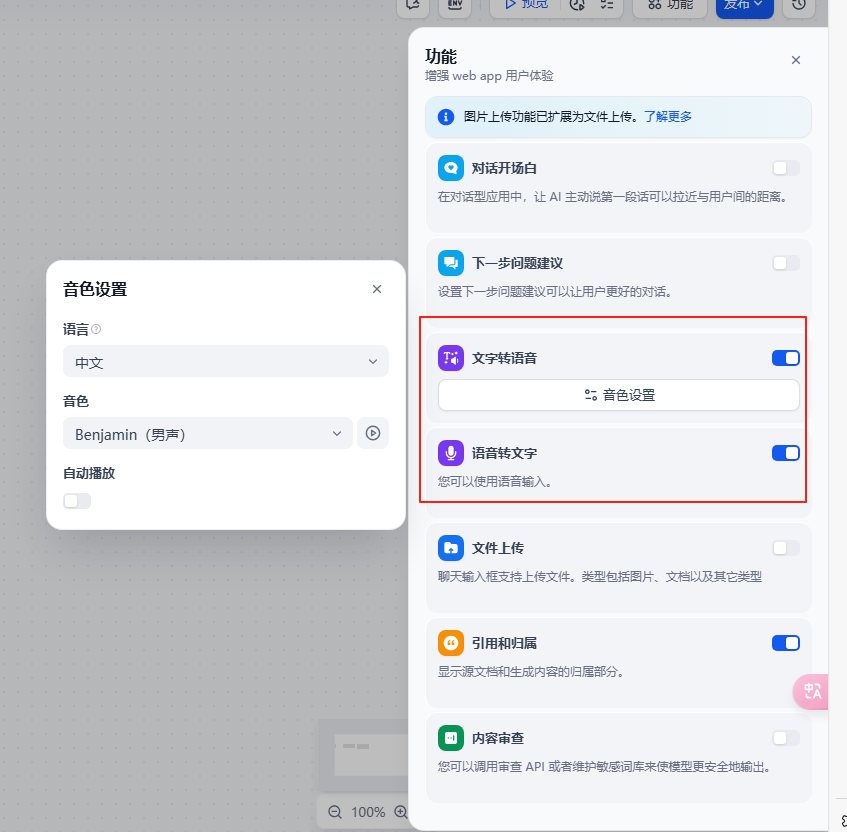 ENV
预览
功能
发布
功能
增强 web app 用户体验
图片上传功能已扩展为文件上传。了解更多
对话开场白
在对话型应用中，让 AI 主动说第一段话可以拉近与用户间的距离。
下一步问题建议
设置下一步问题建议可以让用户更好的对话。
音色设置
语言
中文
音色
Benjamin（男声）
自动播放
文字转语音
音色设置
语音转文字
您可以使用语音输入。
文件上传
聊天输入框支持上传文件。类型包括图片、文档以及其它类型
引用和归属
显示源文档和生成内容的归属部分。
内容审查
您可以调用审查 API 或者维护敏感词库来使模型更安全地输出。
100%